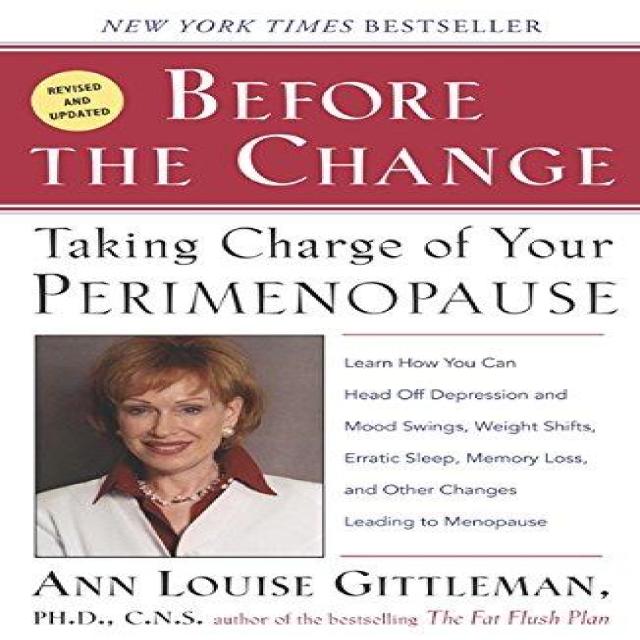 NEW YORK TIMES BESTSELLER
REVISED
AND
UPDATED
BEFORE
THE CHANGE
Taking Charge of Your
PERIMENOPAUSE
Learn How You Can
Head Off Depression and
Mood Swings, Weight Shifts,
Erratic Sleep, Memory Loss,
and Other Changes
Leading to Menopause
ANN LOUISE GITTLEMAN,
PH.D., C.N.S. author of the bestselling The Fat Flush Plan